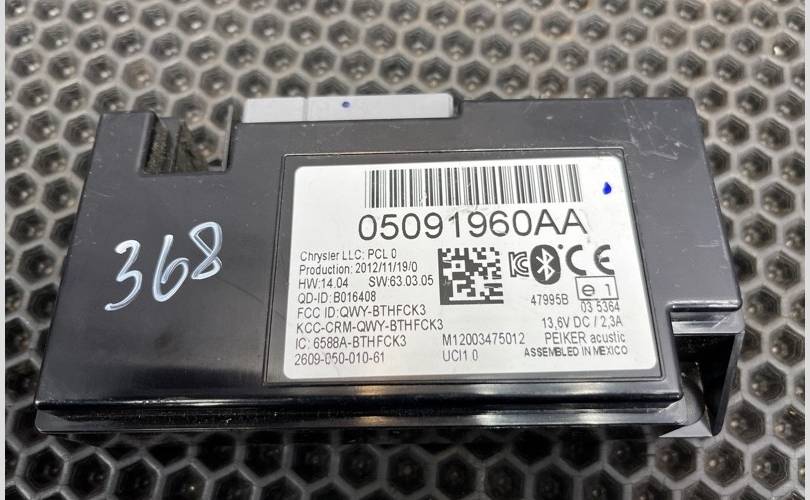 368
05091960AA
Chrysler LLC: PCL 0
Production: 2012/11/19/0
HW:14.04 SW:63.03.05
QD-ID: B016408
FCC ID: QWY-BTHFCK3
KCC-CRM-QWY-BTHFCK3
IC: 6588A-BTHFCK3
2609-050-010-61
M12003475012
UCI1 0
CE
47995B
e 1
03 5364
13,6V DC / 2,3A
PEIKER acustic
ASSEMBLED IN MEXICO